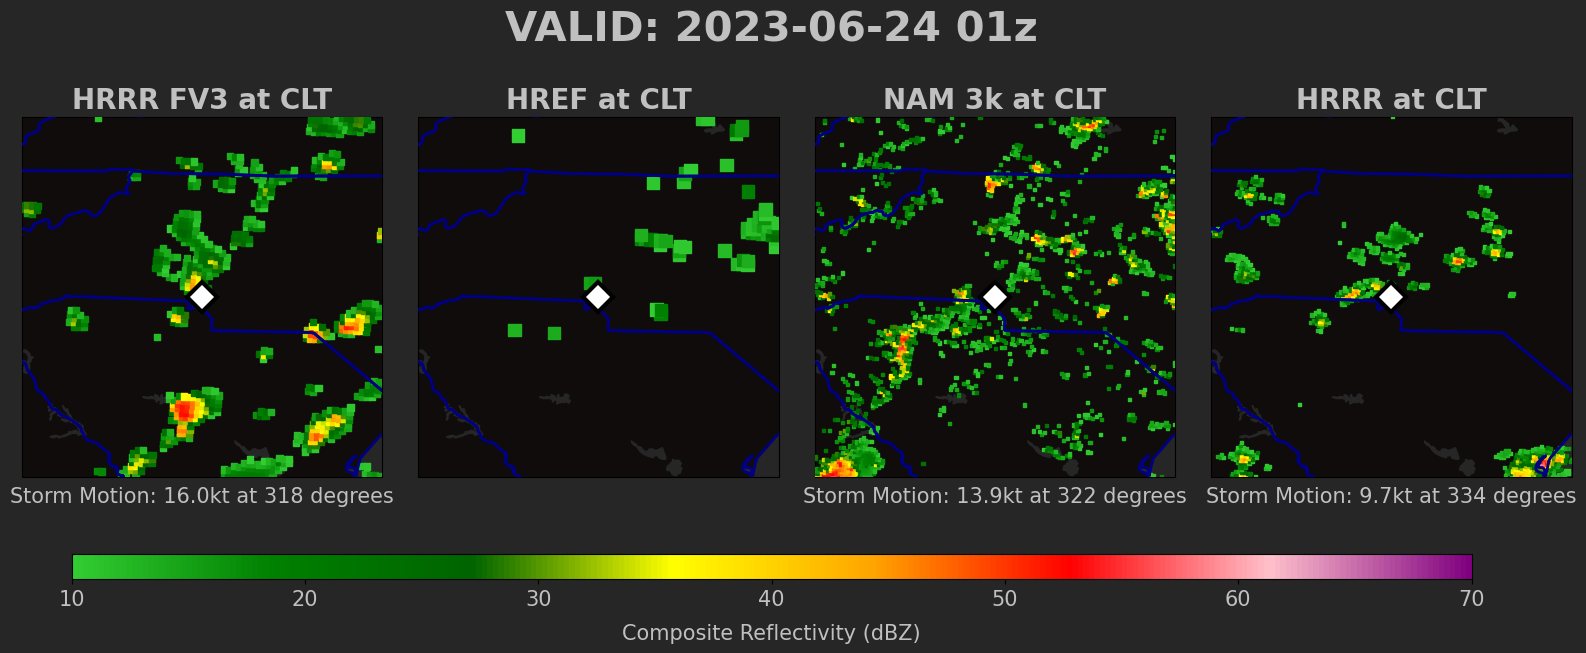 VALID: 2023-06-24 01z
HRRR FV3 at CLT
HREF at CLT
NAM 3k at CLT
HRRR at CLT
Storm Motion: 16.0kt at 318 degrees
Storm Motion: 13.9kt at 322 degrees
Storm Motion: 9.7kt at 334 degrees
10 20 30 40 50 60 70
Composite Reflectivity (dBZ)